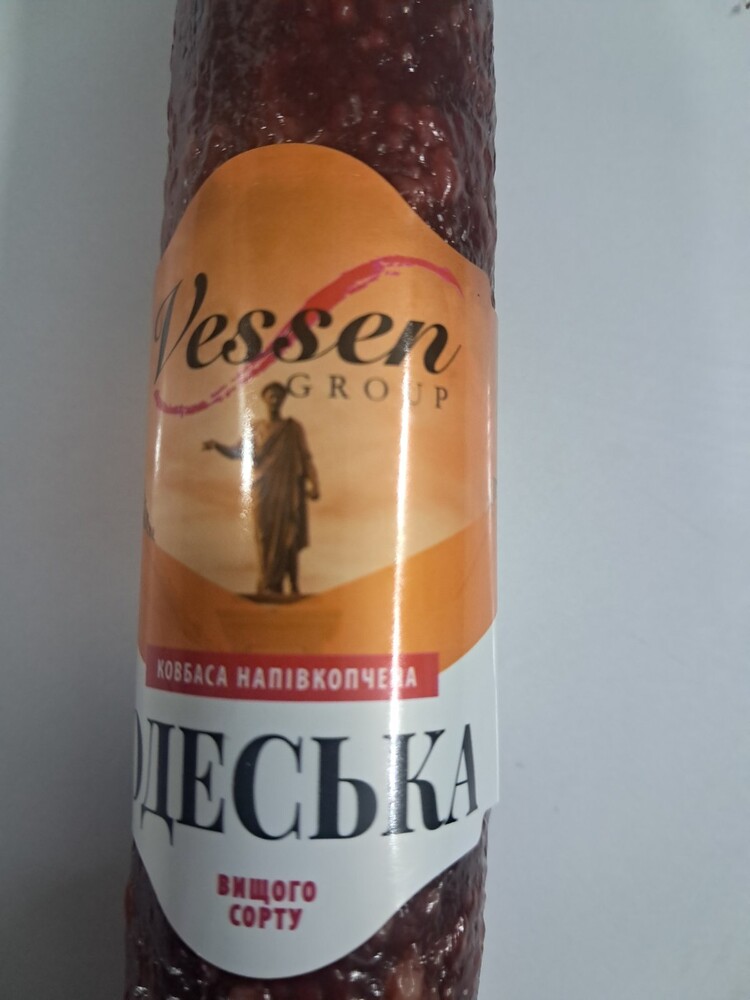 Vessen
GROUP
КОВБАСА НАПІВКОПЧЕНА
ОДЕСЬКА
ВИЩОГО
СОРТУ